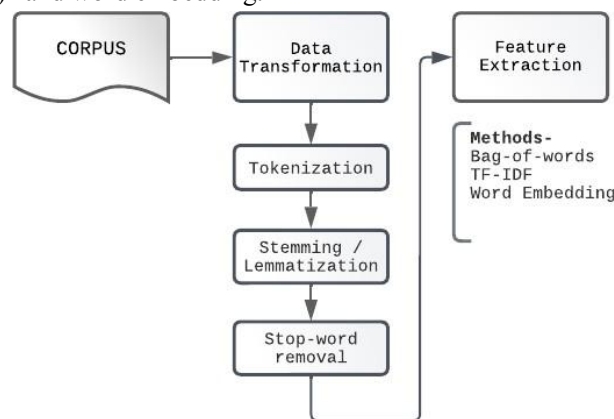 CORPUS
Data
Transformation
Tokenization
Stemming /
Lemmatization
Stop-word
removal
Feature
Extraction
Methods-
Bag-of-words
TF-IDF
Word Embedding